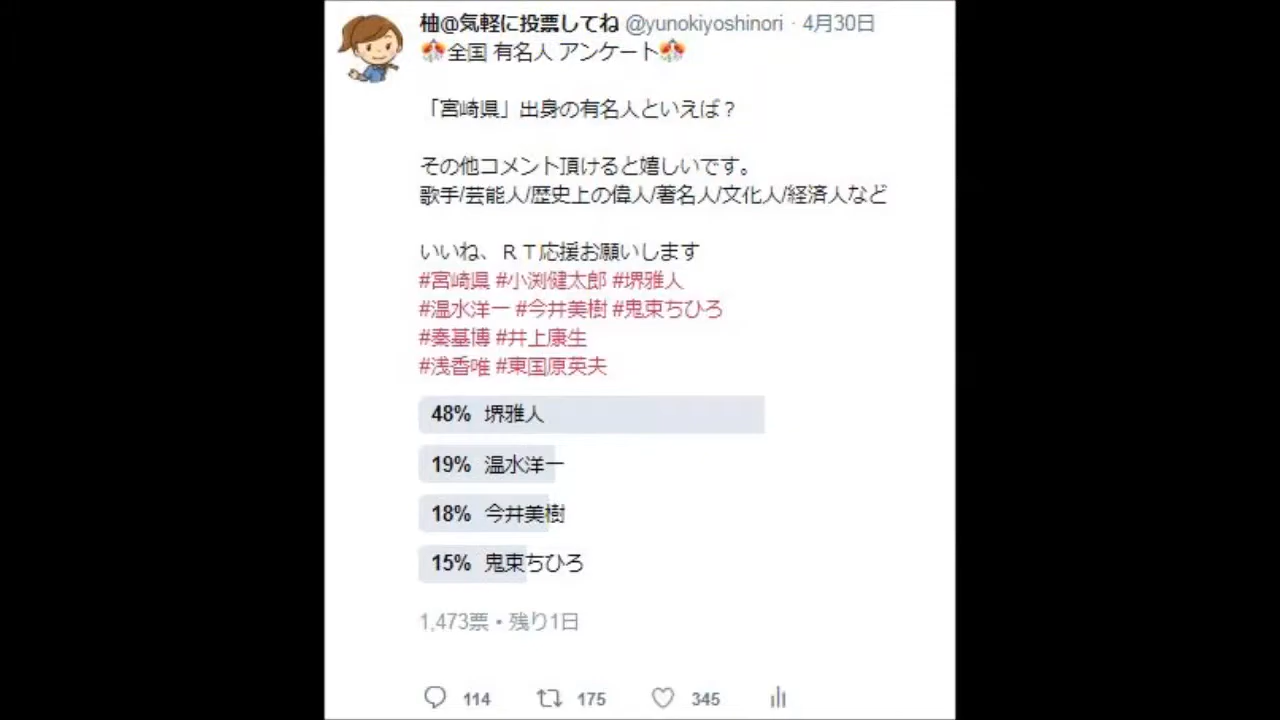 柚@気軽に投票してね @yunokiyoshinori · 4月30日
全国 有名人 アンケート
「宮崎県」出身の有名人といえば？
その他コメント頂けると嬉しいです。
歌手/芸能人/歴史上の偉人/著名人/文化人/経済人など
いいね、ＲＴ応援お願いします
#宮崎県 #小渕健太郎 #堺雅人
#温水洋一 #今井美樹 #鬼束ちひろ
#秦基博 #井上康生
#浅香唯 #東国原英夫
48% 堺雅人
19% 温水洋一
18% 今井美樹
15% 鬼束ちひろ
1,473票・残り1日
114 175 345